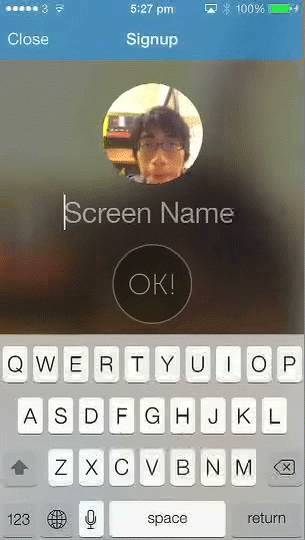 3 5:27 pm 100%
Close Signup
Screen Name
OK!
Q W E R T Y U I O P
A S D F G H J K L
Z X C V B N M
123 space return